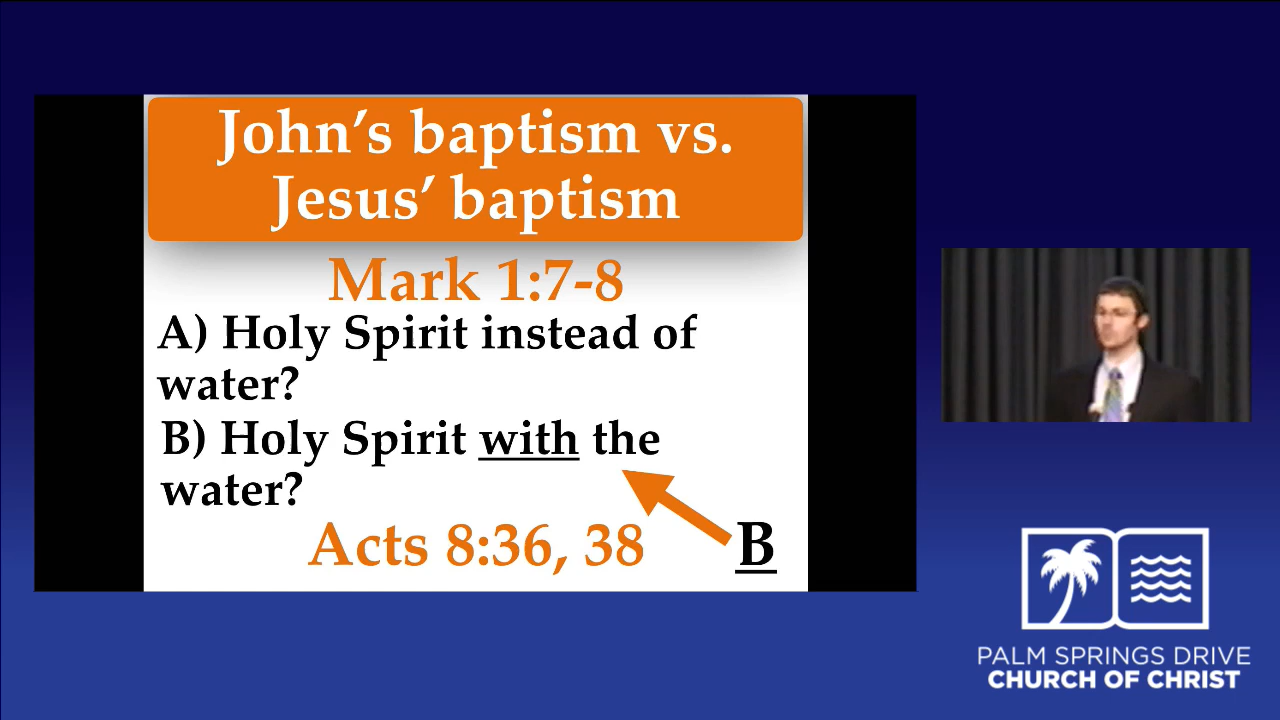 John’s baptism vs.
Jesus’ baptism
Mark 1:7-8
A) Holy Spirit instead of
water?
B) Holy Spirit with the
water?
Acts 8:36, 38
B
PALM SPRINGS DRIVE
CHURCH OF CHRIST